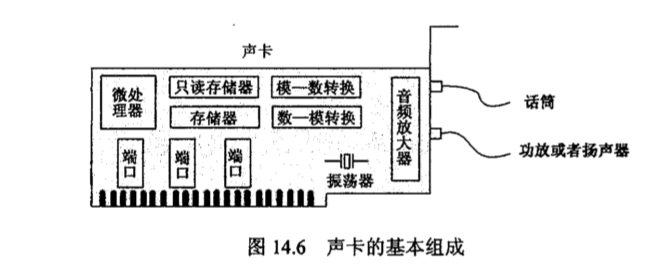 声卡
微处
理器
只读存储器
模—数转换
存储器
数—模转换
音频放大器
端口
端口
端口
振荡器
话筒
功放或者扬声器
图 14.6 声卡的基本组成